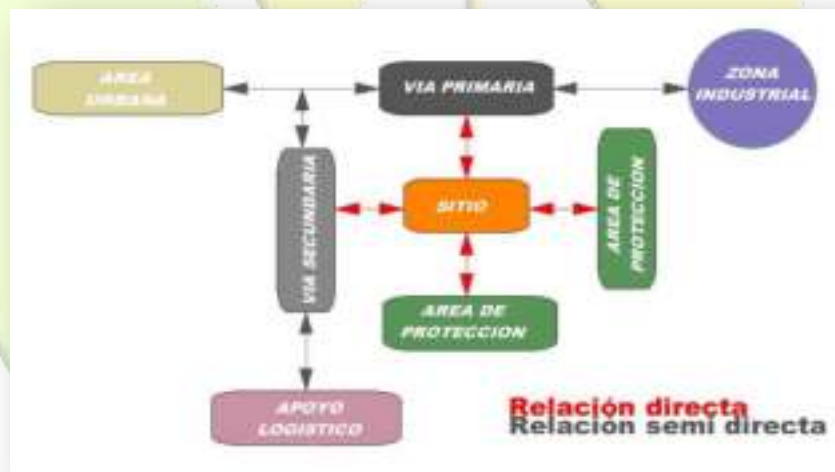 AREA
URBANA
VIA PRIMARIA
ZONA
INDUSTRIAL
VIA SECUNDARIA
SITIO
AREA DE
PROTECCION
AREA DE
PROTECCION
APOYO
LOGISTICO
Relación directa
Relación semi directa